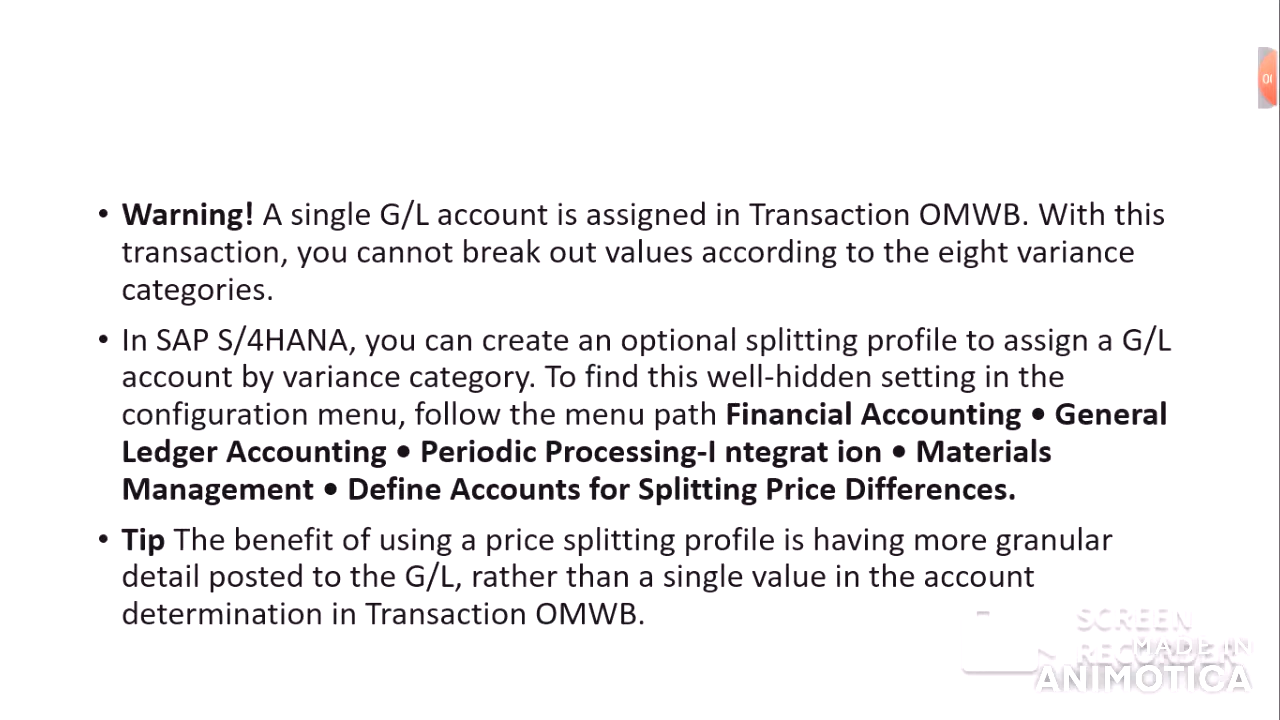 • Warning! A single G/L account is assigned in Transaction OMWB. With this
transaction, you cannot break out values according to the eight variance
categories.
• In SAP S/4HANA, you can create an optional splitting profile to assign a G/L
account by variance category. To find this well-hidden setting in the
configuration menu, follow the menu path Financial Accounting • General
Ledger Accounting • Periodic Processing-I ntegrat ion • Materials
Management • Define Accounts for Splitting Price Differences.
• Tip The benefit of using a price splitting profile is having more granular
detail posted to the G/L, rather than a single value in the account
determination in Transaction OMWB.
SCREEN
RECORDER
MADE IN
ANIMOTICA